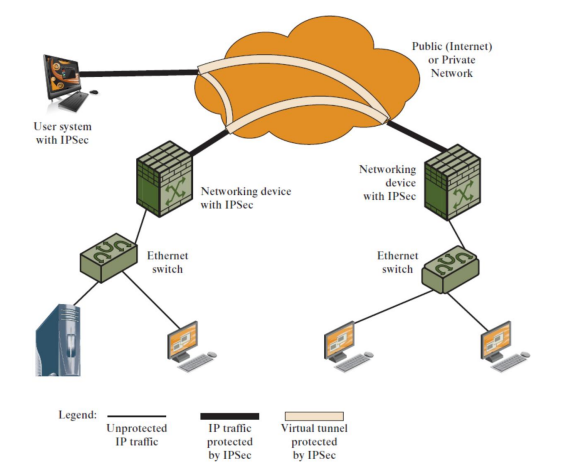 Public (Internet)
or Private
Network
User system
with IPSec
Networking device
with IPSec
Networking
device
with IPSec
Ethernet
switch
Ethernet
switch
Legend:
Unprotected
IP traffic
IP traffic
protected
by IPSec
Virtual tunnel
protected
by IPSec